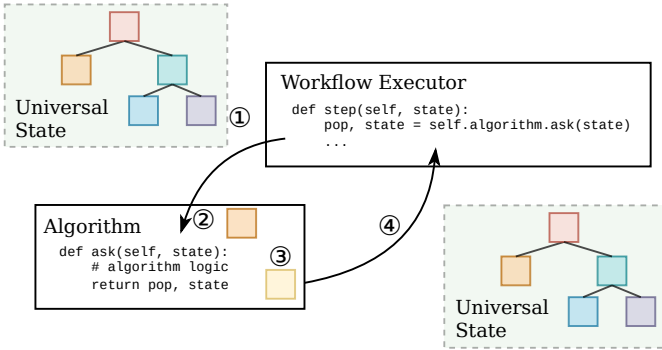 Universal
State
①
Workflow Executor
def step(self, state):
pop, state = self.algorithm.ask(state)
...
Algorithm
②
def ask(self, state):
# algorithm logic
return pop, state
③
④
Universal
State